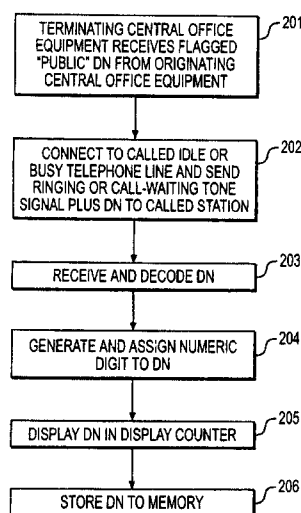 TERMINATING CENTRAL OFFICE
EQUIPMENT RECEIVES FLAGGED
"PUBLIC" DN FROM ORIGINATING
CENTRAL OFFICE EQUIPMENT
201
CONNECT TO CALLED IDLE OR
BUSY TELEPHONE LINE AND SEND
RINGING OR CALL-WAITING TONE
SIGNAL PLUS DN TO CALLED STATION
202
RECEIVE AND DECODE DN
203
GENERATE AND ASSIGN NUMERIC
DIGIT TO DN
204
DISPLAY DN IN DISPLAY COUNTER
205
STORE DN TO MEMORY
206